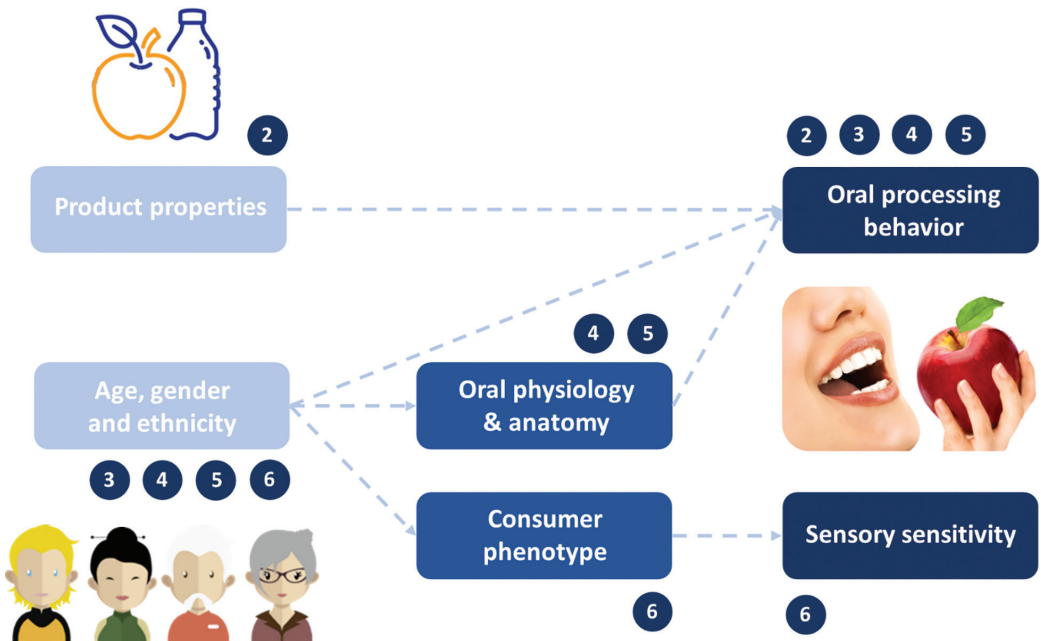 2
2 3 4 5
Product properties
Oral processing
behavior
4 5
Age, gender
and ethnicity
Oral physiology
& anatomy
3 4 5 6
Consumer
phenotype
Sensory sensitivity
6
6